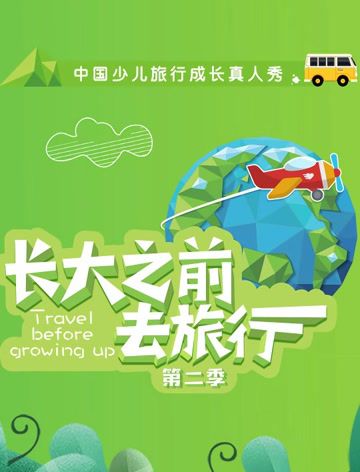 中国少儿旅行成长真人秀
长大之前
Travel
before
growing up
去旅行
第二季